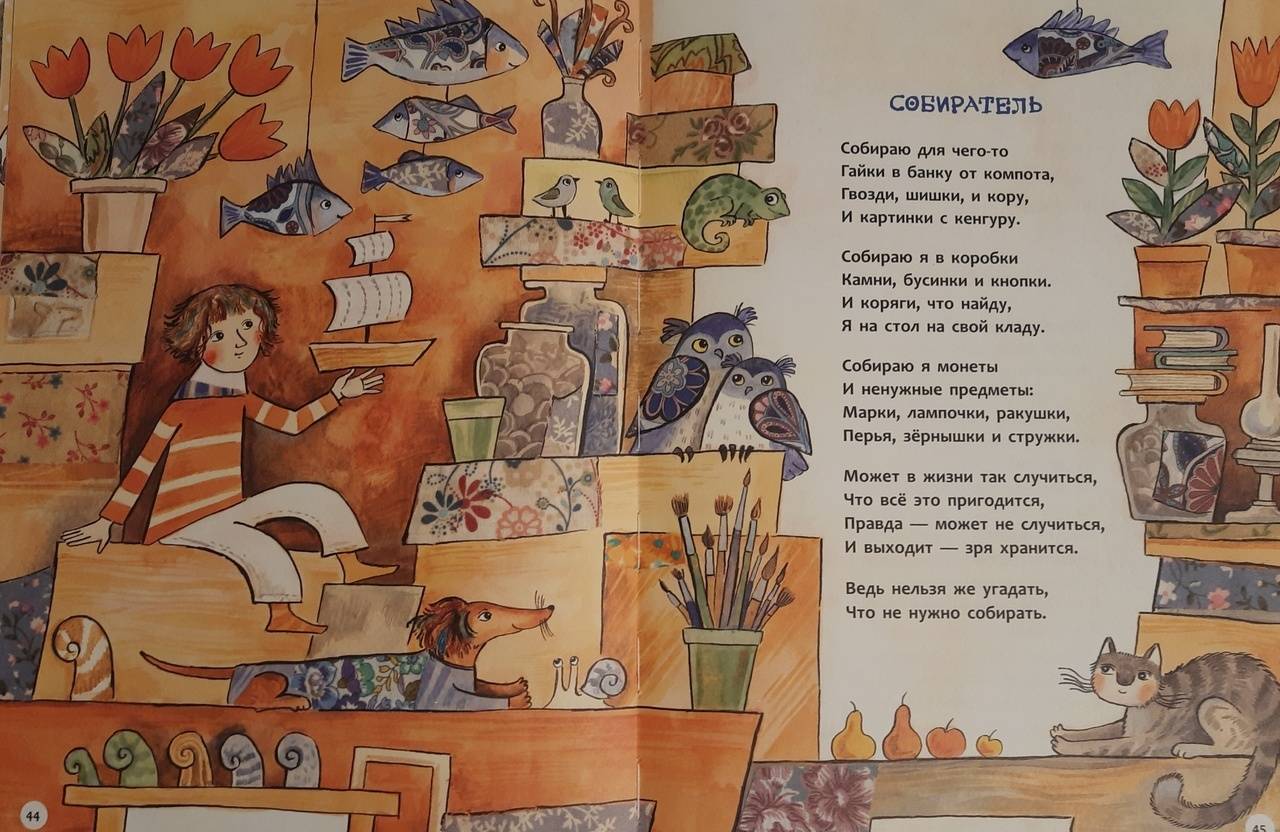 СОБИРАТЕЛЬ
Собираю для чего-то
Гайки в банку от компота,
Гвозди, шишки, и кору,
И картинки с кенгуру.
Собираю я в коробки
Камни, бусинки и кнопки.
И коряги, что найду,
Я на стол на свой кладу.
Собираю я монеты
И ненужные предметы:
Марки, лампочки, ракушки,
Перья, зёрнышки и стружки.
Может в жизни так случиться,
Что всё это пригодится,
Правда — может не случиться,
И выходит — зря хранится.
Ведь нельзя же угадать,
Что не нужно собирать.
44
45